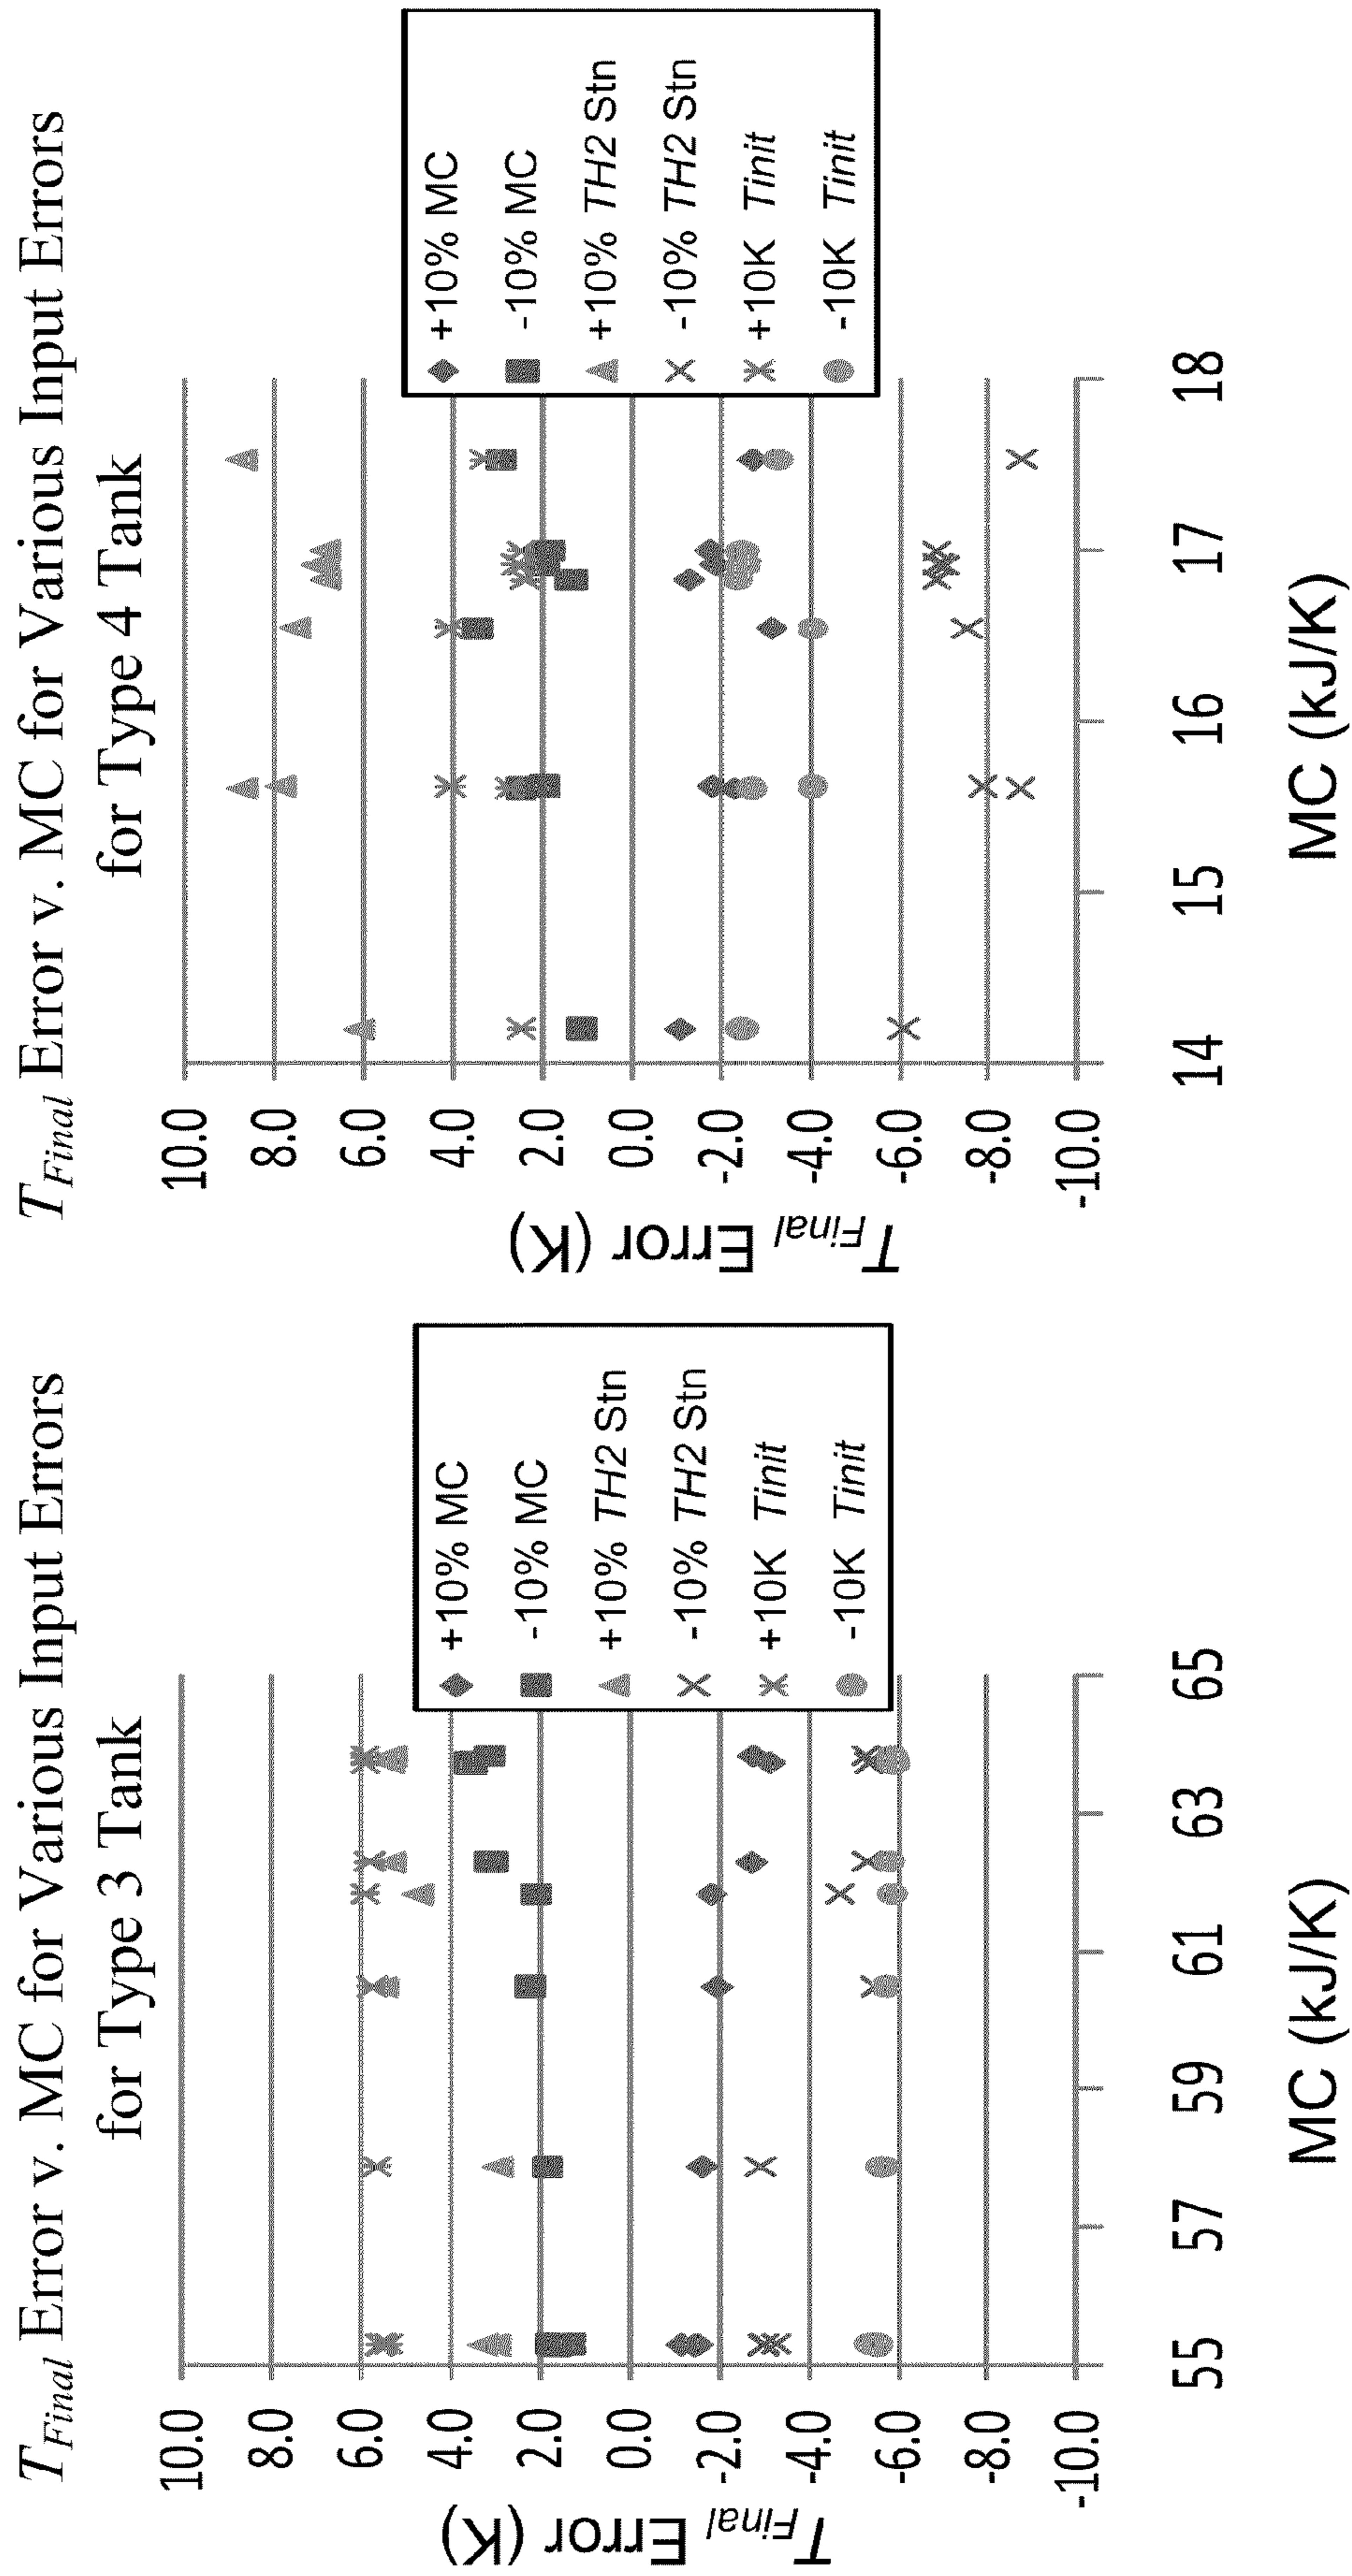 T_Final Error v. MC for Various Input Errors
for Type 3 Tank
10.0
8.0
6.0
4.0
2.0
0.0
-2.0
-4.0
-6.0
-8.0
-10.0
T_Final Error (K)
55 57 59 61 63 65
MC (kJ/K)
+10% MC
-10% MC
+10% TH2 Stn
-10% TH2 Stn
+10K Tinit
-10K Tinit
T_Final Error v. MC for Various Input Errors
for Type 4 Tank
10.0
8.0
6.0
4.0
2.0
0.0
-2.0
-4.0
-6.0
-8.0
-10.0
T_Final Error (K)
14 15 16 17 18
MC (kJ/K)
+10% MC
-10% MC
+10% TH2 Stn
-10% TH2 Stn
+10K Tinit
-10K Tinit